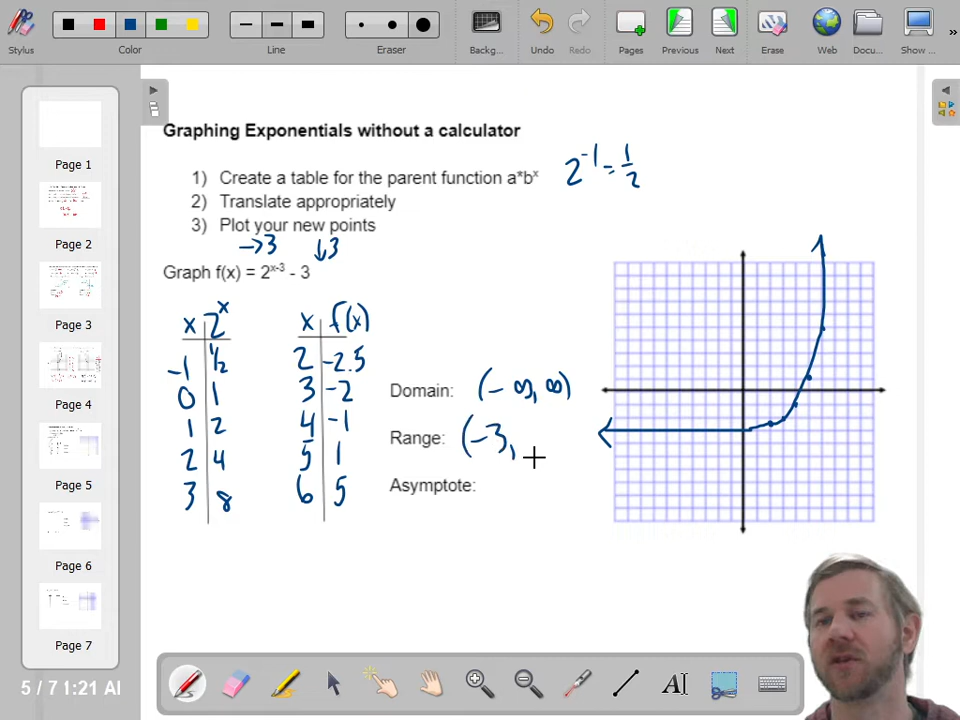 Stylus Color Line Eraser Backg... Undo Redo Pages Previous Next Erase Web Docu... Show ... »
Page 1
Page 2
Page 3
Page 4
Page 5
Page 6
Page 7
5 / 7 1:21 AI
Graphing Exponentials without a calculator
1) Create a table for the parent function a*bˣ
2⁻¹ = 1/2
2) Translate appropriately
3) Plot your new points
→3 ↓3
Graph f(x) = 2ˣ⁻³ - 3
x 2ˣ
-1 1/2
0 1
1 2
2 4
3 8
x f(x)
2 -2.5
3 -2
4 -1
5 1
6 5
Domain: (-∞, ∞)
Range: (-3,
Asymptote:
A